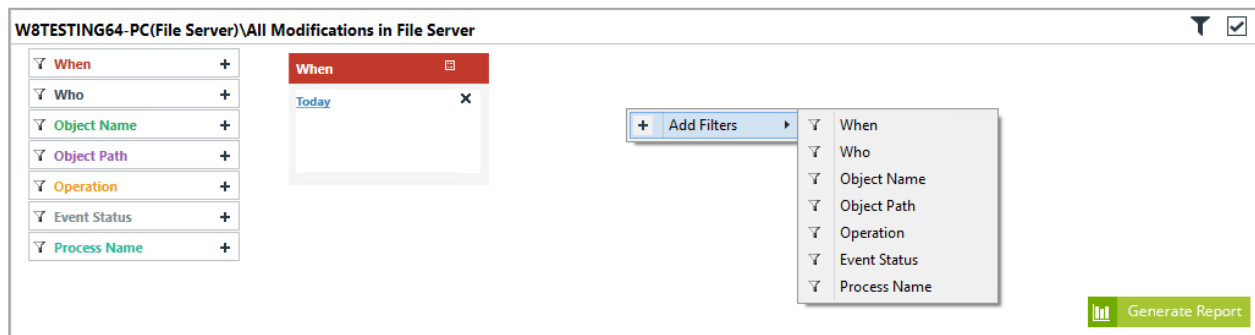 W8TESTING64-PC(File Server)\All Modifications in File Server
When
Who
Object Name
Object Path
Operation
Event Status
Process Name
When
Today
Add Filters
When
Who
Object Name
Object Path
Operation
Event Status
Process Name
Generate Report